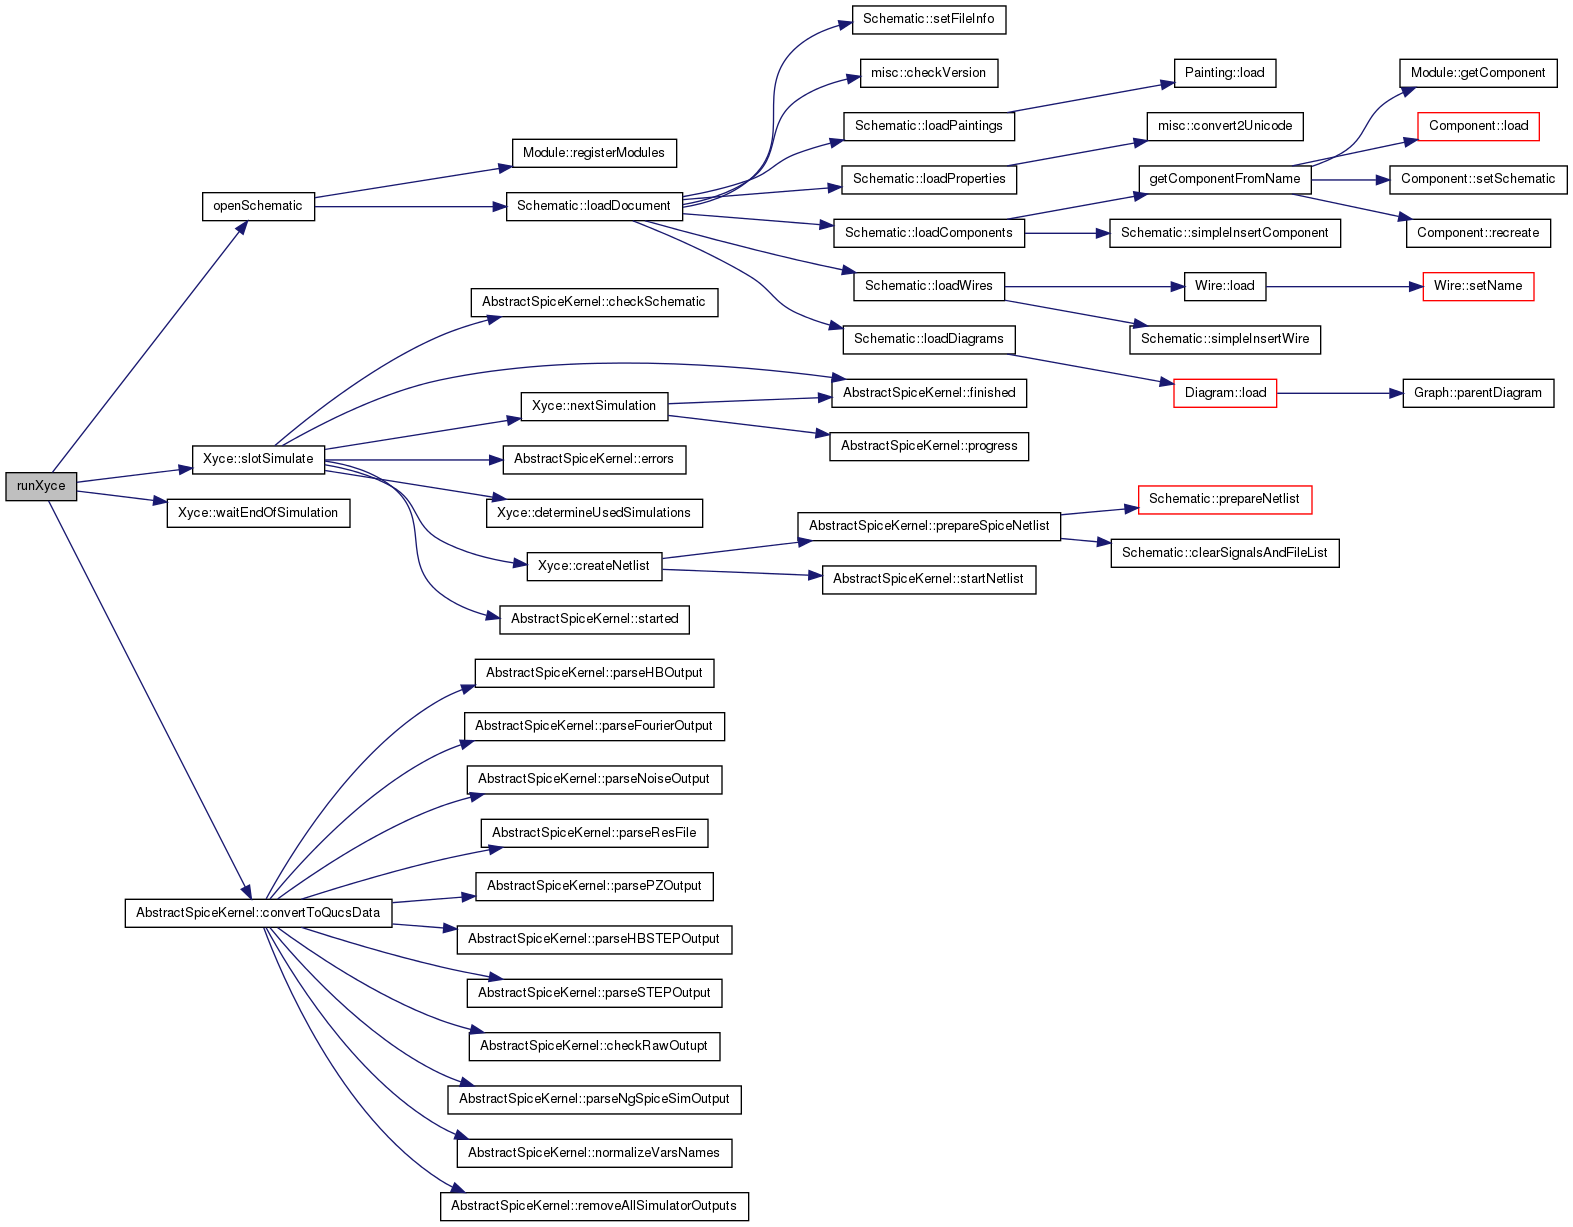 Schematic::setFileInfo
misc::checkVersion
Painting::load
Module::getComponent
Schematic::loadPaintings
misc::convert2Unicode
Component::load
Module::registerModules
Schematic::loadProperties
getComponentFromName
Component::setSchematic
openSchematic
Schematic::loadDocument
Schematic::loadComponents
Schematic::simpleInsertComponent
Component::recreate
Schematic::loadWires
Wire::load
Wire::setName
AbstractSpiceKernel::checkSchematic
Schematic::loadDiagrams
Schematic::simpleInsertWire
AbstractSpiceKernel::finished
Diagram::load
Graph::parentDiagram
Xyce::nextSimulation
AbstractSpiceKernel::progress
Xyce::slotSimulate
AbstractSpiceKernel::errors
runXyce
Xyce::waitEndOfSimulation
Xyce::determineUsedSimulations
Schematic::prepareNetlist
AbstractSpiceKernel::prepareSpiceNetlist
Schematic::clearSignalsAndFileList
Xyce::createNetlist
AbstractSpiceKernel::startNetlist
AbstractSpiceKernel::started
AbstractSpiceKernel::parseHBOutput
AbstractSpiceKernel::parseFourierOutput
AbstractSpiceKernel::parseNoiseOutput
AbstractSpiceKernel::parseResFile
AbstractSpiceKernel::parsePZOutput
AbstractSpiceKernel::convertToQucsData
AbstractSpiceKernel::parseHBSTEPOutput
AbstractSpiceKernel::parseSTEPOutput
AbstractSpiceKernel::checkRawOutupt
AbstractSpiceKernel::parseNgSpiceSimOutput
AbstractSpiceKernel::normalizeVarsNames
AbstractSpiceKernel::removeAllSimulatorOutputs